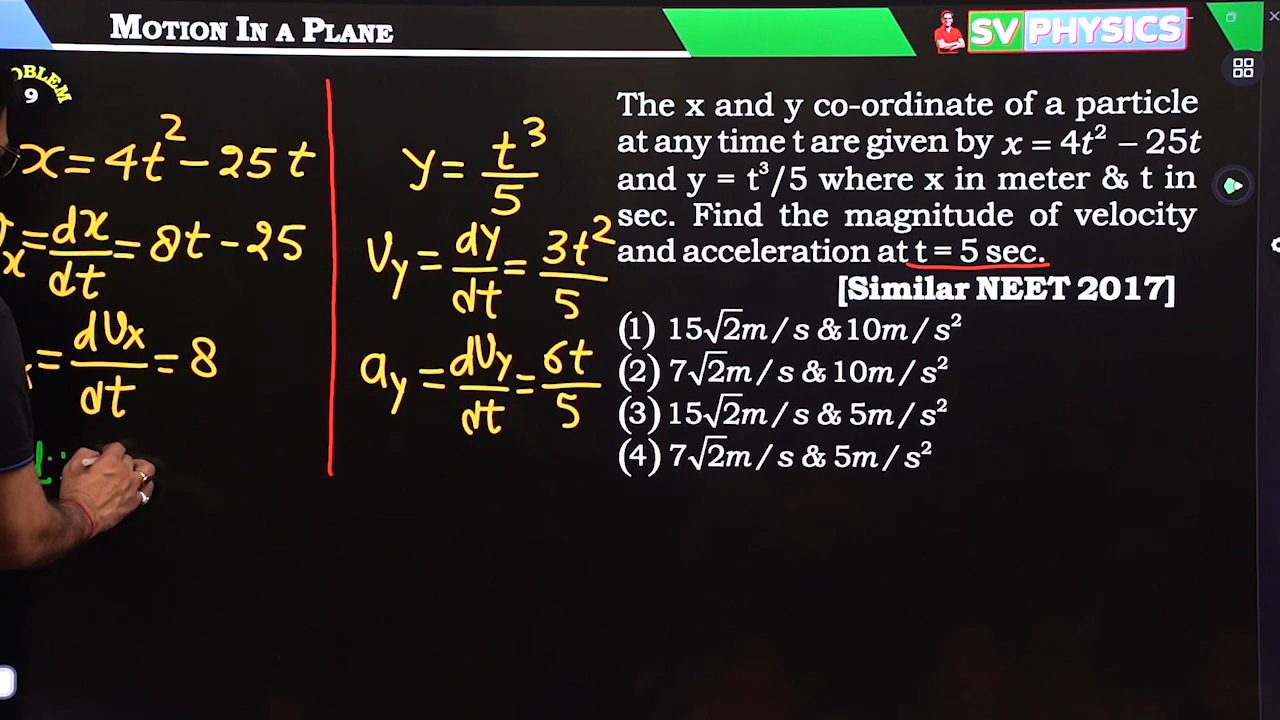 MOTION IN A PLANE
SV PHYSICS
OBLEM
9
x = 4t² – 25t
x = dx/dt = 8t – 25
= dVx/dt = 8
y = t³/5
Vy = dy/dt = 3t²/5
ay = dVy/dt = 6t/5
The x and y co-ordinate of a particle
at any time t are given by x = 4t² – 25t
and y = t³/5 where x in meter & t in
sec. Find the magnitude of velocity
and acceleration at t = 5 sec.
[Similar NEET 2017]
(1) 15√2m / s & 10m / s²
(2) 7√2m / s & 10m / s²
(3) 15√2m / s & 5m / s²
(4) 7√2m / s & 5m / s²